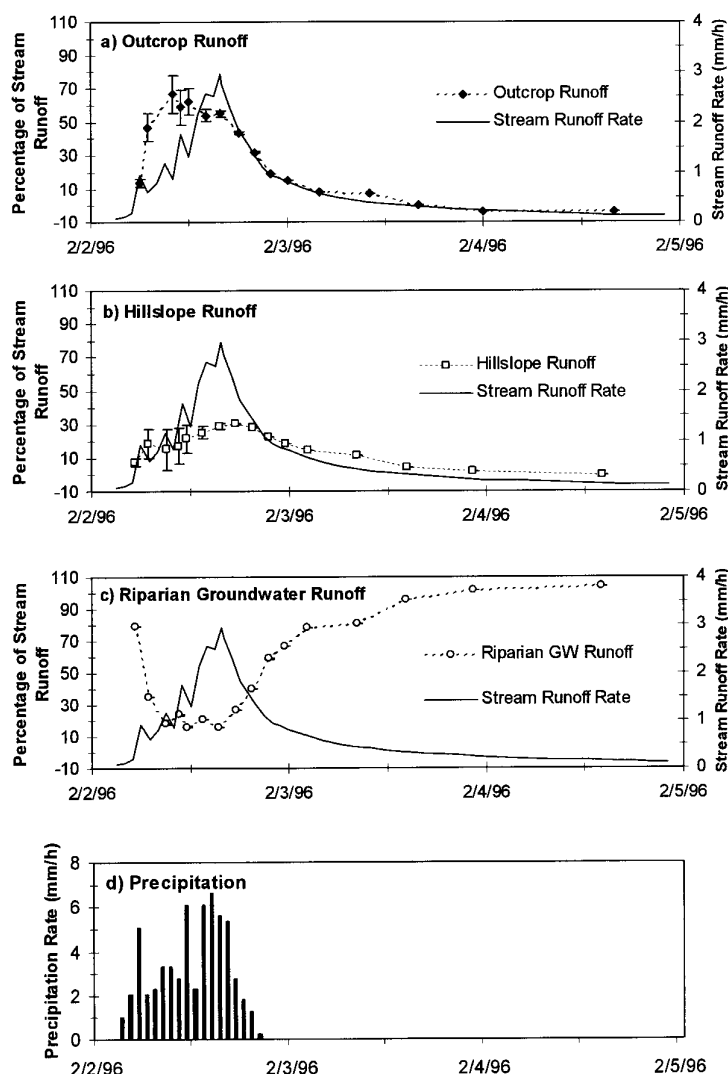 a) Outcrop Runoff
Percentage of Stream
Runoff
110
90
70
50
30
10
-10
4
3
2
1
0
Stream Runoff Rate (mm/h)
Outcrop Runoff
Stream Runoff Rate
2/2/96
2/3/96
2/4/96
2/5/96
b) Hillslope Runoff
Percentage of Stream
Runoff
110
90
70
50
30
10
-10
4
3
2
1
0
Stream Runoff Rate (mm/h)
Hillslope Runoff
Stream Runoff Rate
2/2/96
2/3/96
2/4/96
2/5/96
c) Riparian Groundwater Runoff
Percentage of Stream
Runoff
110
90
70
50
30
10
-10
4
3
2
1
0
Stream Runoff Rate (mm/h)
Riparian GW Runoff
Stream Runoff Rate
2/2/96
2/3/96
2/4/96
2/5/96
d) Precipitation
Precipitation Rate (mm/h)
8
6
4
2
0
2/2/96
2/3/96
2/4/96
2/5/96